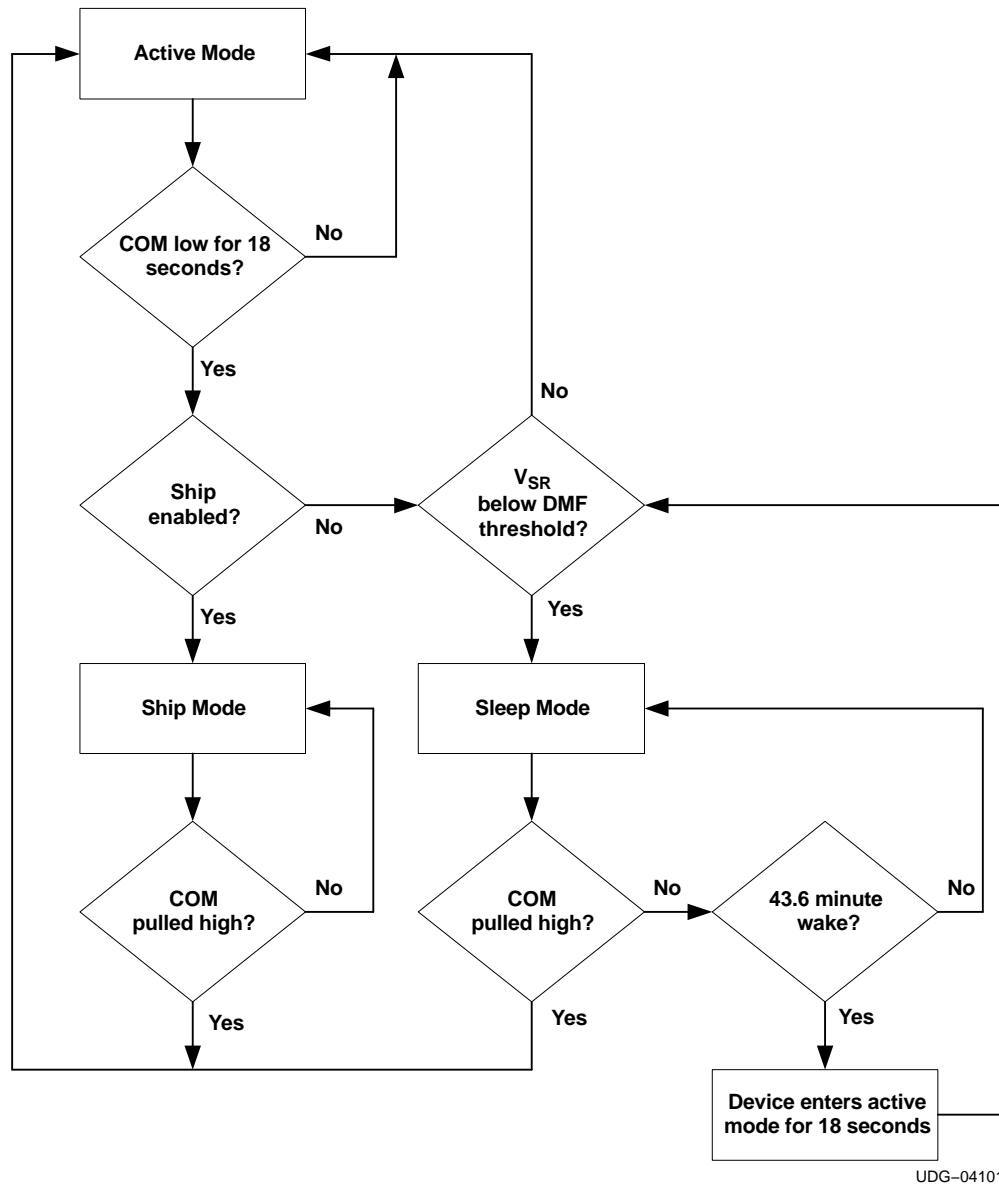 Active Mode
COM low for 18
seconds?
No
Yes
No
Ship
enabled?
No
VSR
below DMF
threshold?
Yes
Yes
Ship Mode
Sleep Mode
COM
pulled high?
No
COM
pulled high?
No
43.6 minute
wake?
No
Yes
Yes
Yes
Device enters active
mode for 18 seconds
UDG−04101